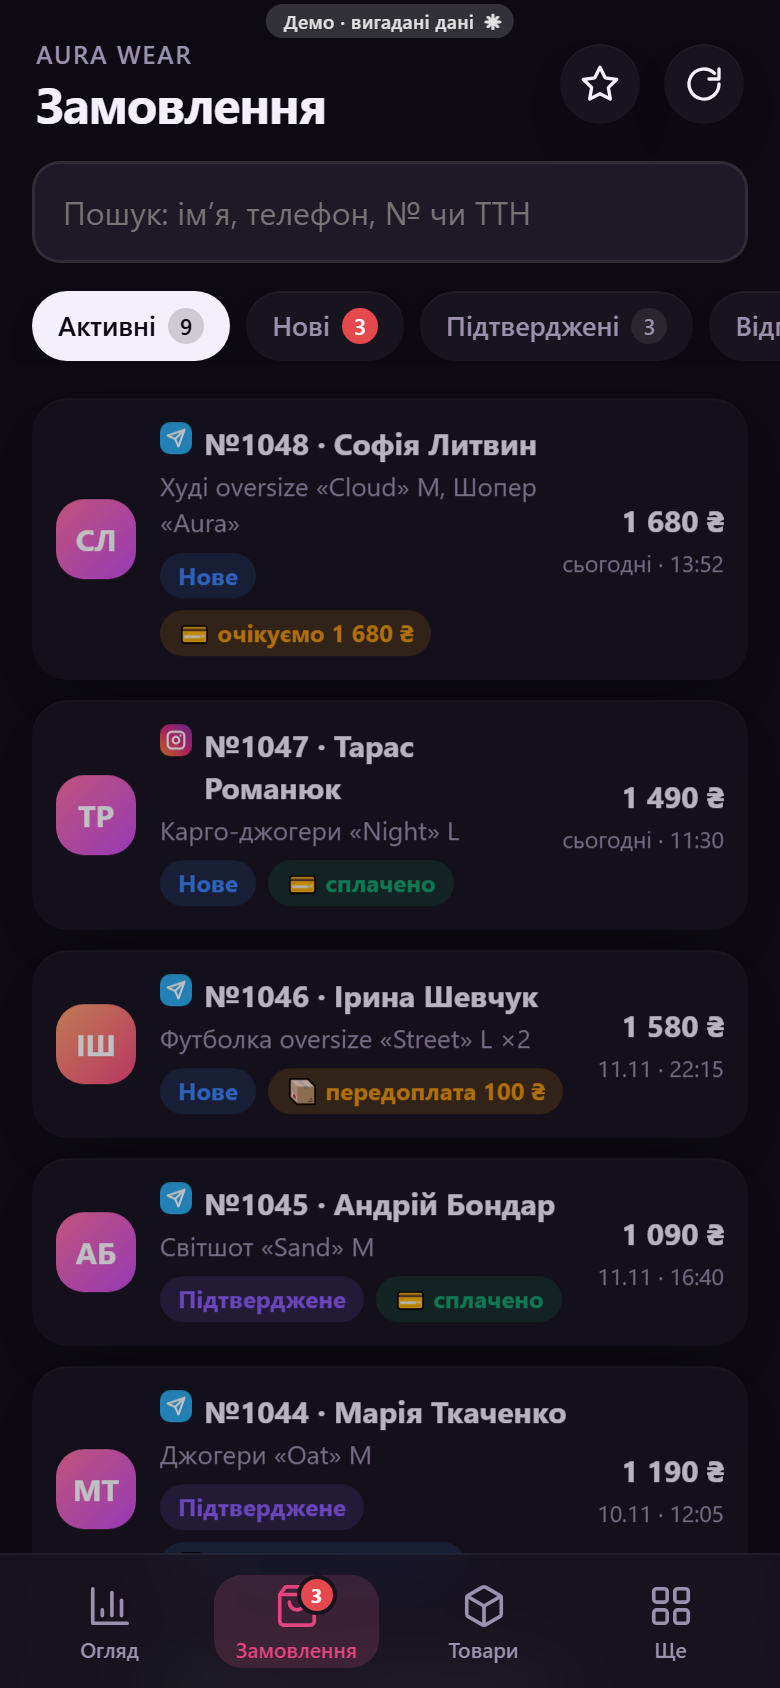 Демо · вигадані дані ✱
AURA WEAR
Замовлення
Пошук: ім’я, телефон, № чи ТТН
Активні 9
Нові 3
Підтверджені 3
№1048 · Софія Литвин
Худі oversize «Cloud» M, Шопер
«Aura»
СЛ
1 680 ₴
сьогодні · 13:52
Нове
очікуємо 1 680 ₴
№1047 · Тарас
Романюк
ТР
1 490 ₴
Карго-джогери «Night» L
сьогодні · 11:30
Нове
сплачено
№1046 · Ірина Шевчук
ІШ
1 580 ₴
Футболка oversize «Street» L ×2
11.11 · 22:15
Нове
передоплата 100 ₴
№1045 · Андрій Бондар
АБ
1 090 ₴
Світшот «Sand» M
11.11 · 16:40
Підтверджене
сплачено
№1044 · Марія Ткаченко
Джогери «Oat» M
МТ
1 190 ₴
Підтверджене
10.11 · 12:05
3
Огляд
Замовлення
Товари
Ще